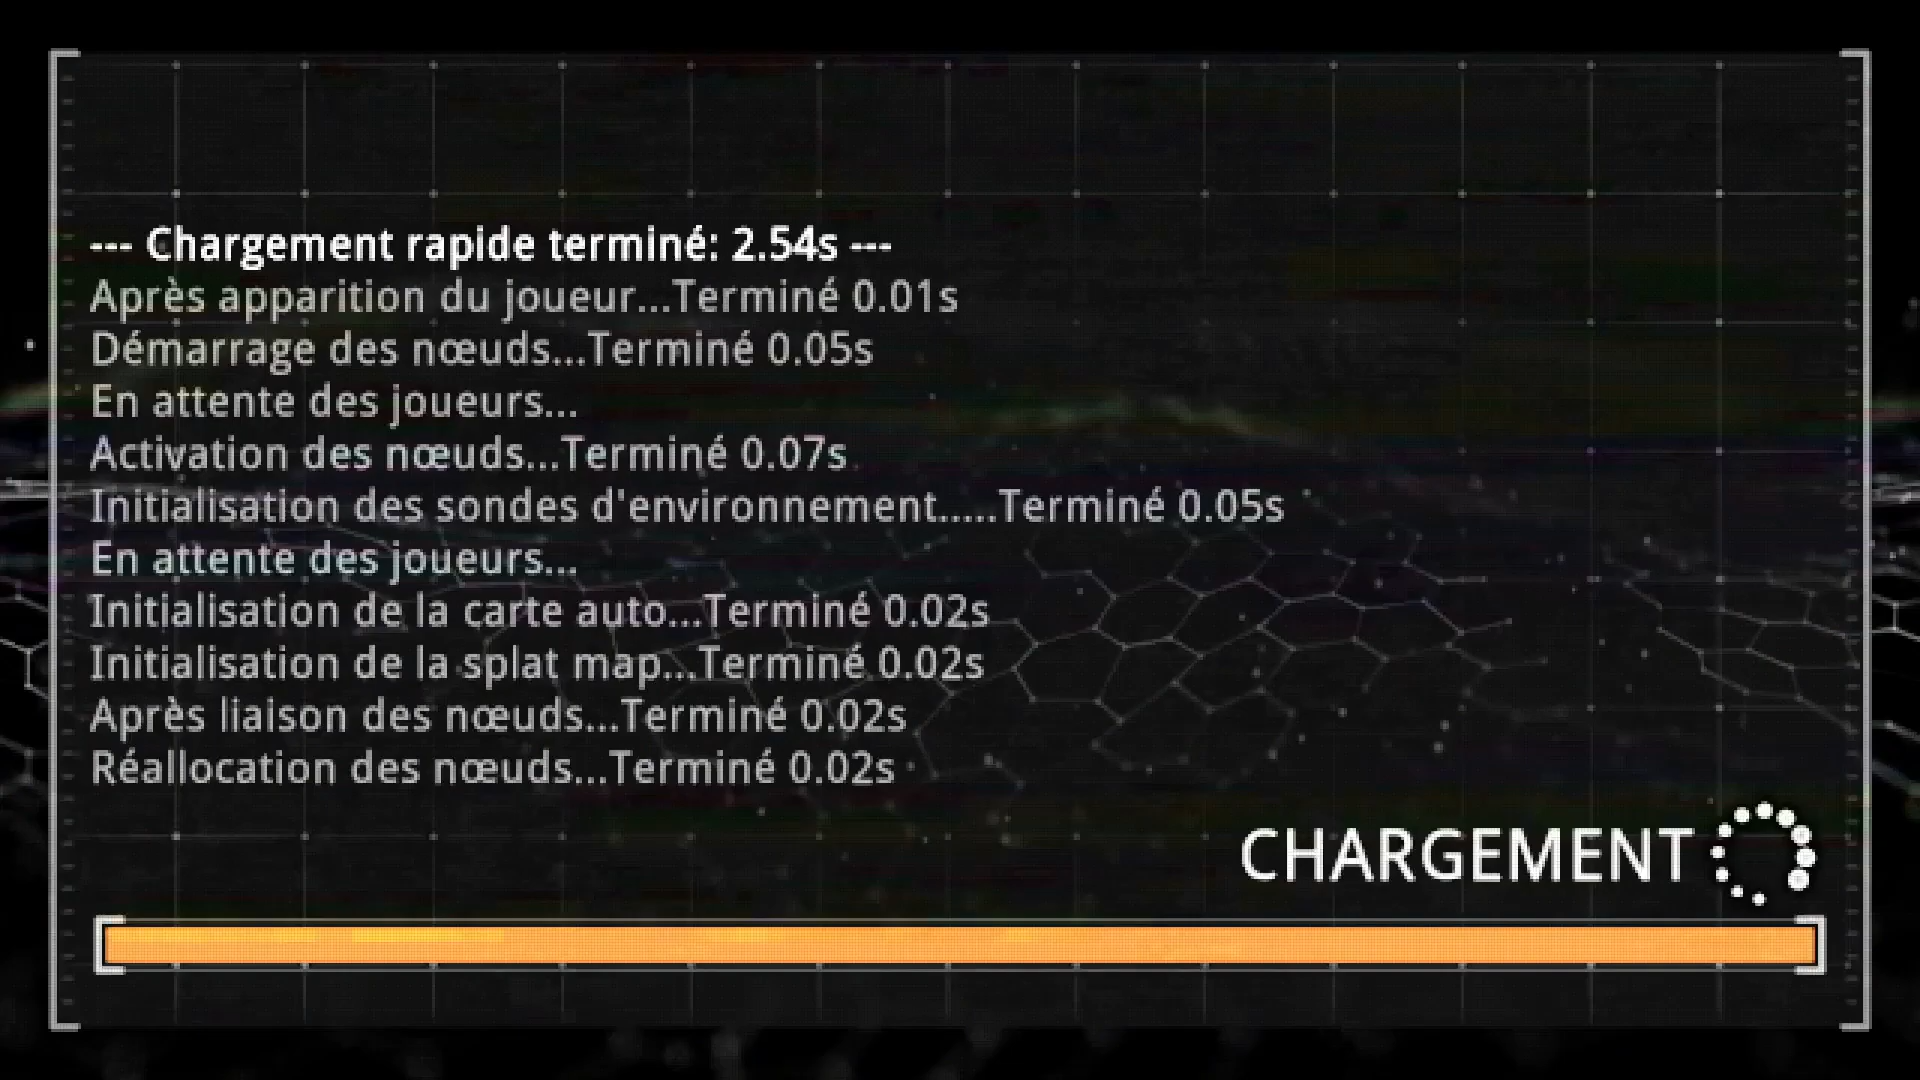 --- Chargement rapide terminé: 2.54s ---
Après apparition du joueur...Terminé 0.01s
Démarrage des nœuds...Terminé 0.05s
En attente des joueurs...
Activation des nœuds...Terminé 0.07s
Initialisation des sondes d'environnement.....Terminé 0.05s
En attente des joueurs...
Initialisation de la carte auto...Terminé 0.02s
Initialisation de la splat map...Terminé 0.02s
Après liaison des nœuds...Terminé 0.02s
Réallocation des nœuds...Terminé 0.02s
CHARGEMENT